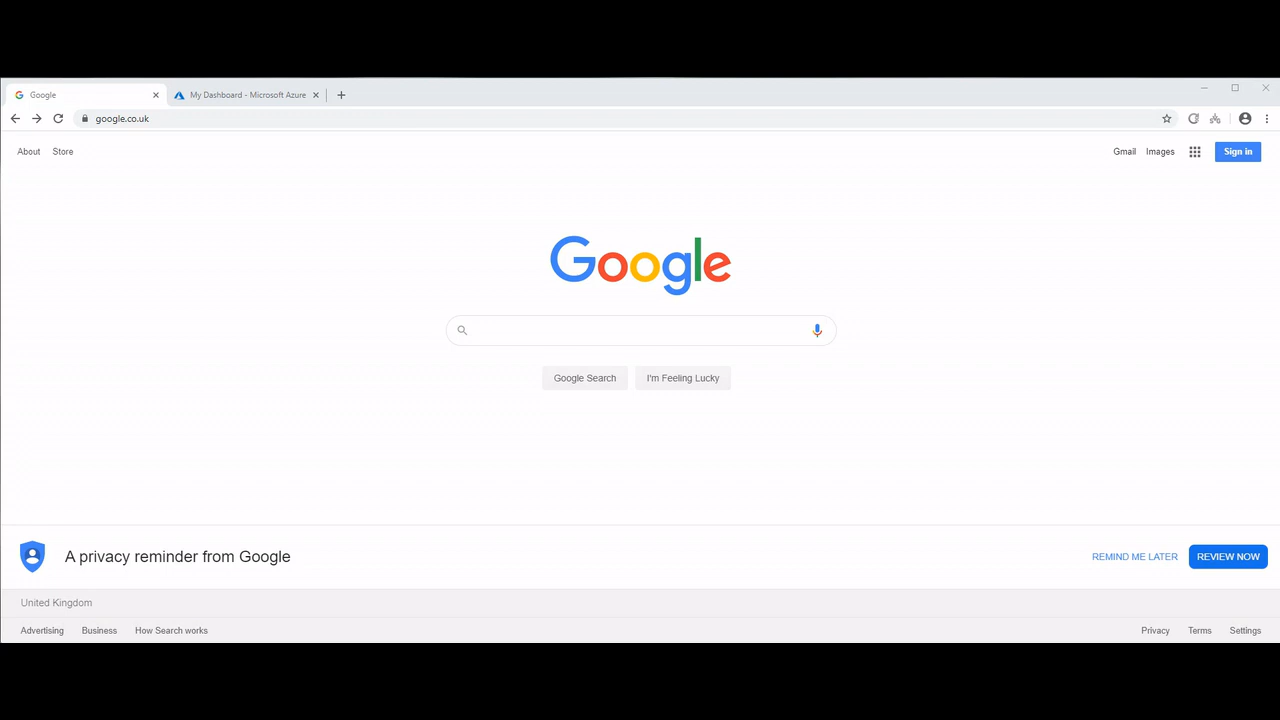 Google My Dashboard - Microsoft Azure
google.co.uk
About Store Gmail Images Sign in
Google
Google Search I'm Feeling Lucky
A privacy reminder from Google REMIND ME LATER REVIEW NOW
United Kingdom
Advertising Business How Search works Privacy Terms Settings